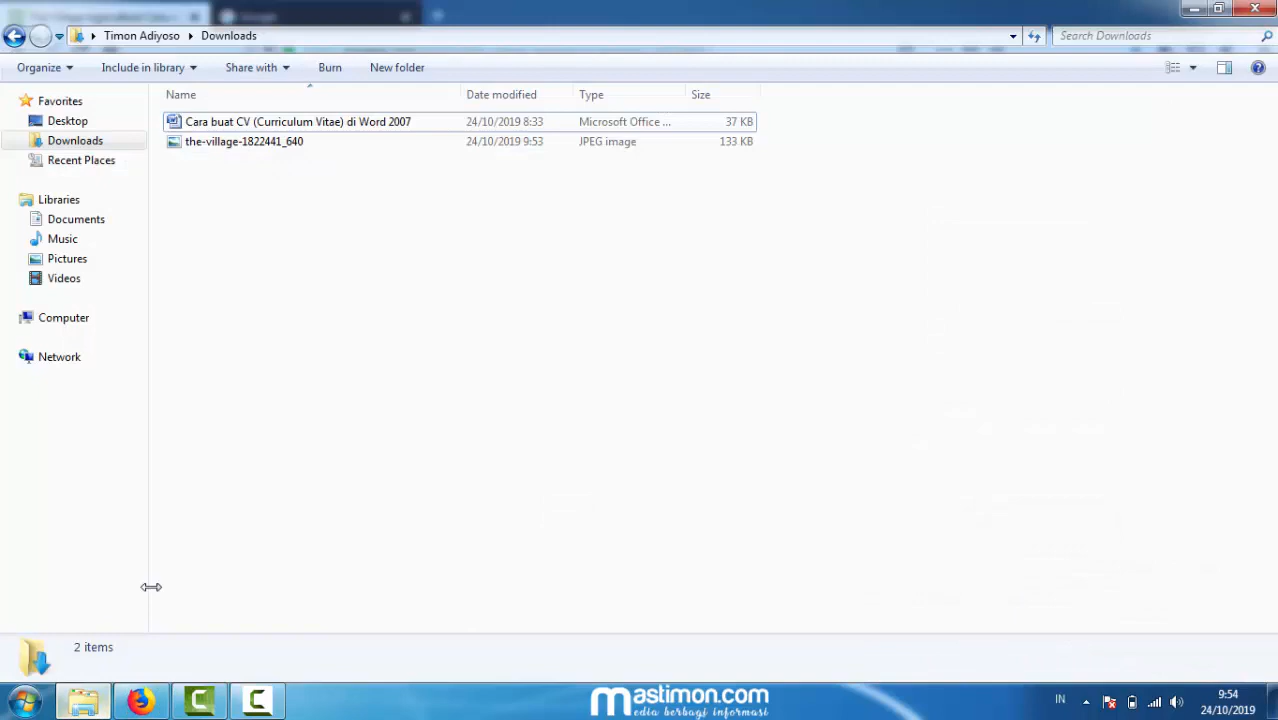 Timon Adiyoso Downloads
Search Downloads
Organize Include in library Share with Burn New folder
Name Date modified Type Size
Favorites
Desktop
Downloads
Recent Places
Libraries
Documents
Music
Pictures
Videos
Computer
Network
Cara buat CV (Curriculum Vitae) di Word 2007 24/10/2019 8:33 Microsoft Office ... 37 KB
the-village-1822441_640 24/10/2019 9:53 JPEG image 133 KB
2 items
mastimon.com
media berbagi informasi
IN
9:54
24/10/2019